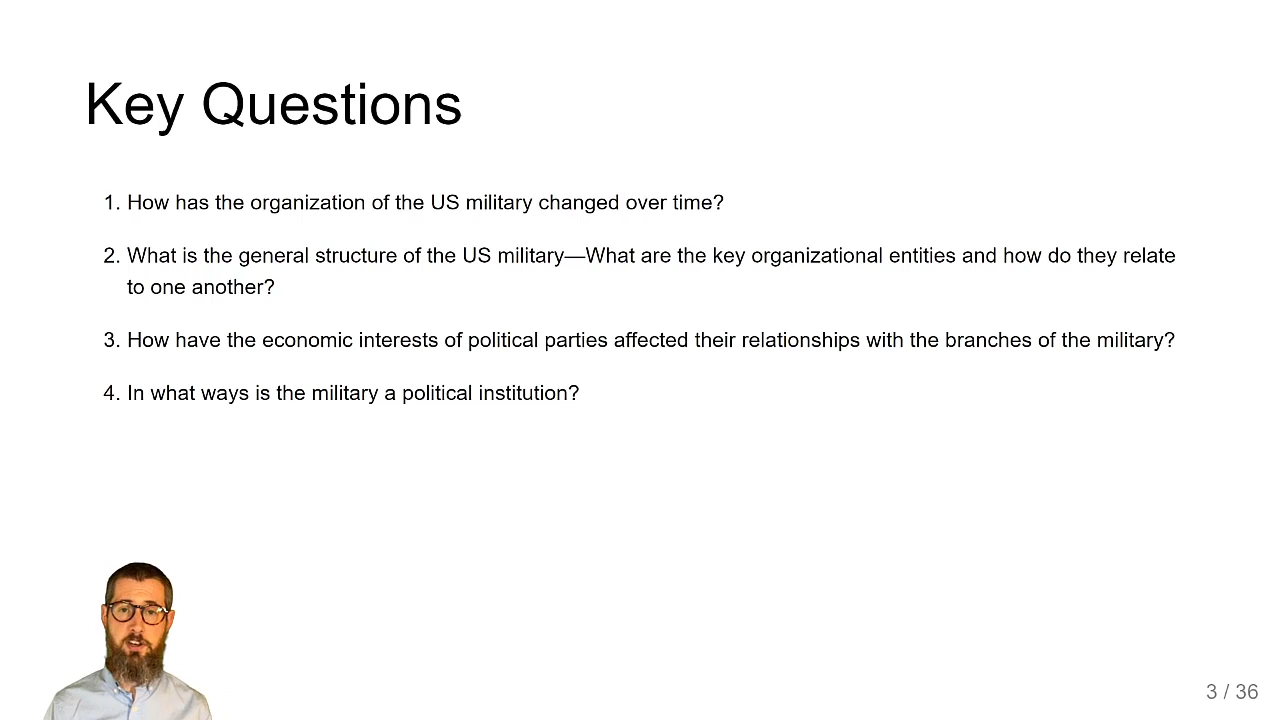 Key Questions
1. How has the organization of the US military changed over time?
2. What is the general structure of the US military—What are the key organizational entities and how do they relate
to one another?
3. How have the economic interests of political parties affected their relationships with the branches of the military?
4. In what ways is the military a political institution?
3 / 36